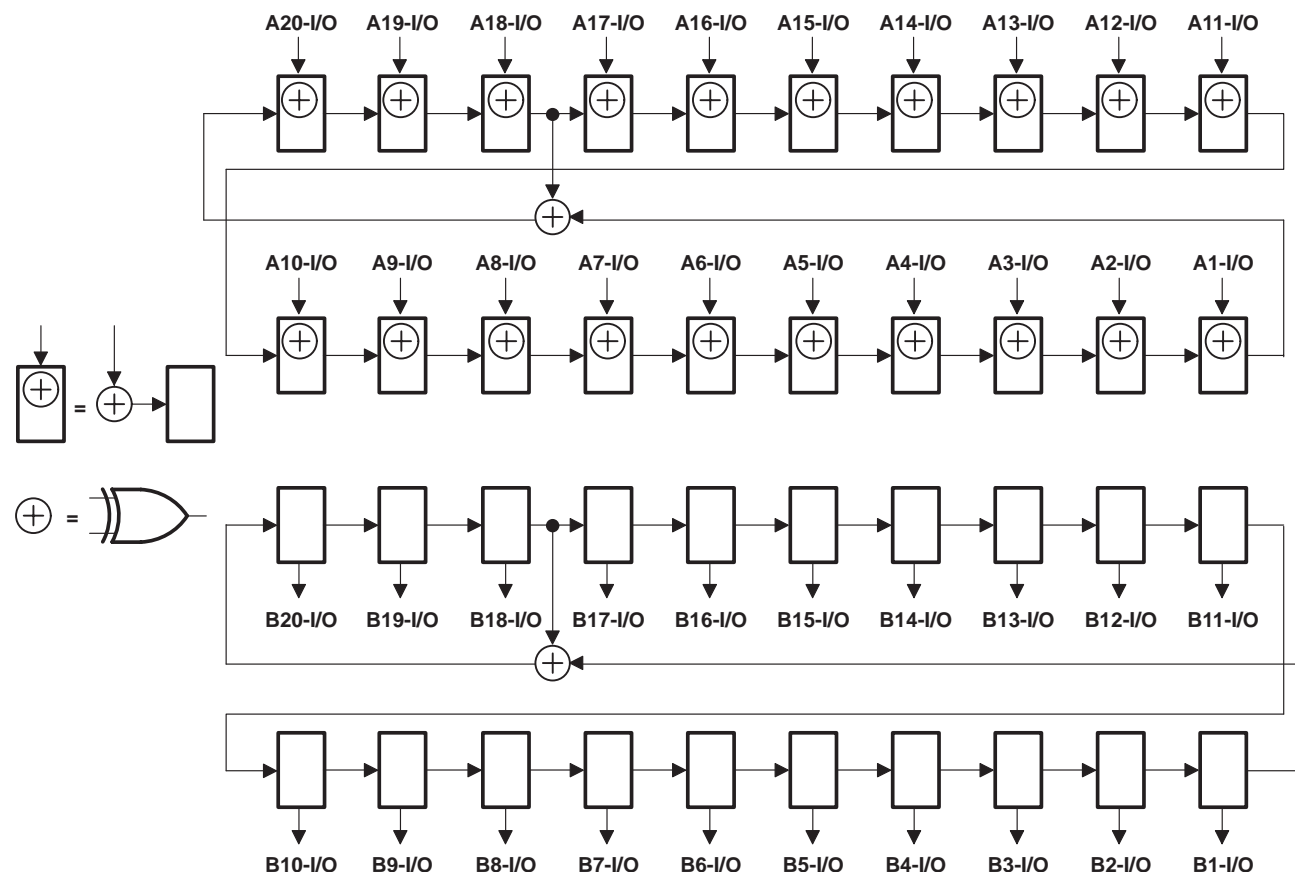 A20-I/O A19-I/O A18-I/O A17-I/O A16-I/O A15-I/O A14-I/O A13-I/O A12-I/O A11-I/O
A10-I/O A9-I/O A8-I/O A7-I/O A6-I/O A5-I/O A4-I/O A3-I/O A2-I/O A1-I/O
=
=
B20-I/O B19-I/O B18-I/O B17-I/O B16-I/O B15-I/O B14-I/O B13-I/O B12-I/O B11-I/O
B10-I/O B9-I/O B8-I/O B7-I/O B6-I/O B5-I/O B4-I/O B3-I/O B2-I/O B1-I/O